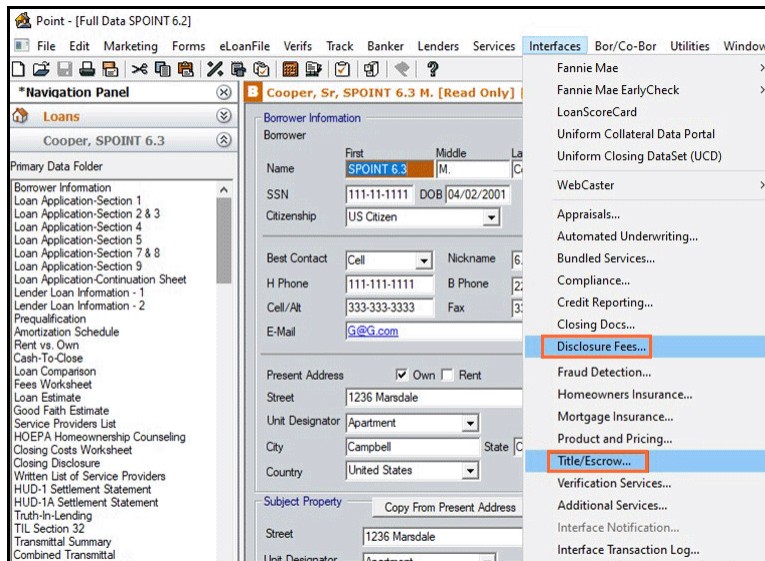 Point - [Full Data SPOINT 6.2]
File Edit Marketing Forms eLoanFile Verifs Track Banker Lenders Services Interfaces Bor/Co-Bor Utilities Window
*Navigation Panel
Loans
Cooper, SPOINT 6.3
Primary Data Folder
Borrower Information
Loan Application-Section 1
Loan Application-Section 2 & 3
Loan Application-Section 4
Loan Application-Section 5
Loan Application-Section 7 & 8
Loan Application-Section 9
Loan Application-Continuation Sheet
Lender Loan Information - 1
Lender Loan Information - 2
Prequalification
Amortization Schedule
Rent vs. Own
Cash-To-Close
Loan Comparison
Fees Worksheet
Loan Estimate
Good Faith Estimate
Service Providers List
HOEPA Homeownership Counseling
Closing Costs Worksheet
Closing Disclosure
Written List of Service Providers
HUD-1 Settlement Statement
HUD-1A Settlement Statement
Truth-In-Lending
TIL Section 32
Transmittal Summary
Combined Transmittal
B Cooper, Sr, SPOINT 6.3 M. [Read Only] [
Borrower Information
Borrower
First Middle La
Name SPOINT 6.3 M. Co
SSN 111-11-1111 DOB 04/02/2001
Citizenship US Citizen
Best Contact Cell Nickname 6.
H Phone 111-111-1111 B Phone 22
Cell/Alt 333-333-3333 Fax 33
E-Mail G@G.com
Present Address Own Rent
Street 1236 Marsdale
Unit Designator Apartment
City Campbell State C
Country United States
Subject Property Copy From Present Address
Street 1236 Marsdale
Unit Designator Apartment
Fannie Mae
Fannie Mae EarlyCheck
LoanScoreCard
Uniform Collateral Data Portal
Uniform Closing DataSet (UCD)
WebCaster
Appraisals...
Automated Underwriting...
Bundled Services...
Compliance...
Credit Reporting...
Closing Docs...
Disclosure Fees...
Fraud Detection...
Homeowners Insurance...
Mortgage Insurance...
Product and Pricing...
Title/Escrow...
Verification Services...
Additional Services...
Interface Notification...
Interface Transaction Log...